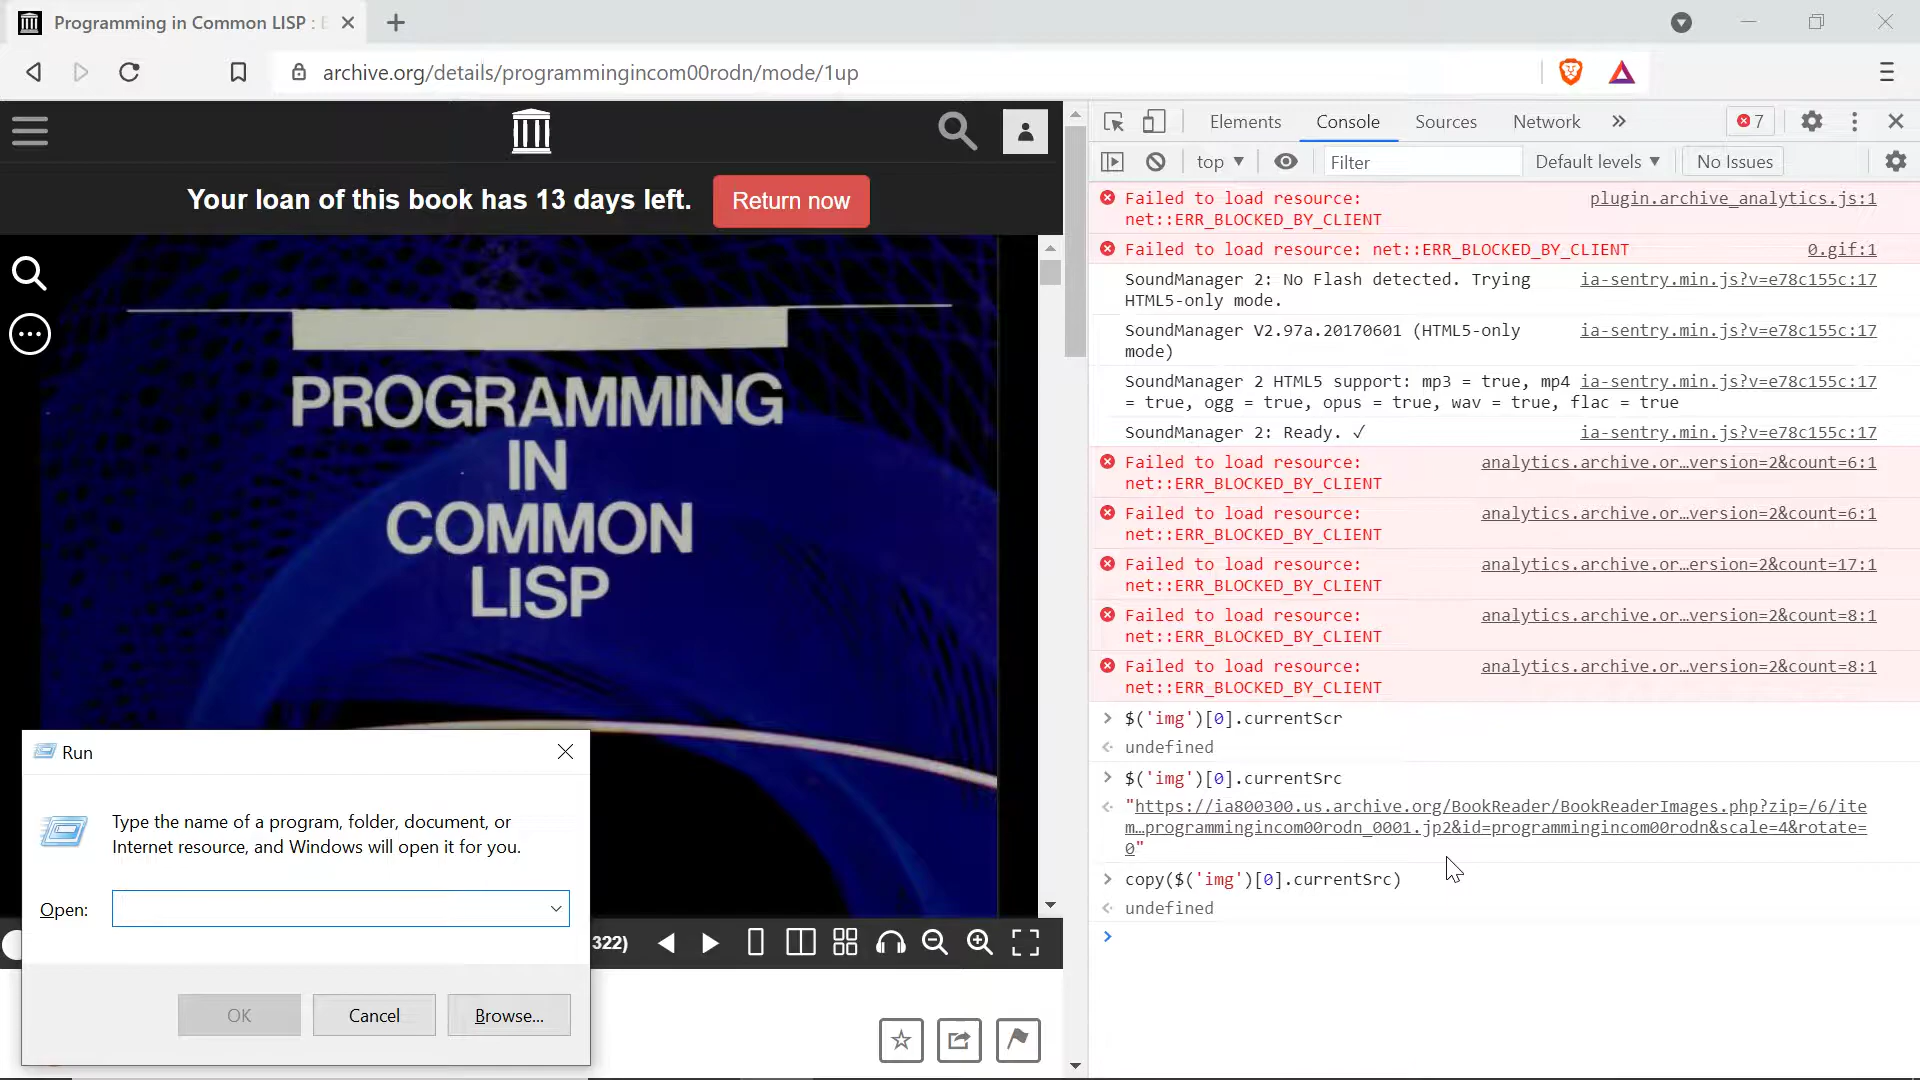 Programming in Common LISP : B
archive.org/details/programmingincom00rodn/mode/1up
Your loan of this book has 13 days left.
Return now
PROGRAMMING
IN
COMMON
LISP
322)
Run
Type the name of a program, folder, document, or
Internet resource, and Windows will open it for you.
Open:
OK
Cancel
Browse...
Elements
Console
Sources
Network
7
top
Filter
Default levels
No Issues
Failed to load resource: plugin.archive_analytics.js:1
net::ERR_BLOCKED_BY_CLIENT
Failed to load resource: net::ERR_BLOCKED_BY_CLIENT 0.gif:1
SoundManager 2: No Flash detected. Trying ia-sentry.min.js?v=e78c155c:17
HTML5-only mode.
SoundManager V2.97a.20170601 (HTML5-only ia-sentry.min.js?v=e78c155c:17
mode)
SoundManager 2 HTML5 support: mp3 = true, mp4 ia-sentry.min.js?v=e78c155c:17
= true, ogg = true, opus = true, wav = true, flac = true
SoundManager 2: Ready. ✓ ia-sentry.min.js?v=e78c155c:17
Failed to load resource: analytics.archive.or…version=2&count=6:1
net::ERR_BLOCKED_BY_CLIENT
Failed to load resource: analytics.archive.or…version=2&count=6:1
net::ERR_BLOCKED_BY_CLIENT
Failed to load resource: analytics.archive.or…ersion=2&count=17:1
net::ERR_BLOCKED_BY_CLIENT
Failed to load resource: analytics.archive.or…version=2&count=8:1
net::ERR_BLOCKED_BY_CLIENT
Failed to load resource: analytics.archive.or…version=2&count=8:1
net::ERR_BLOCKED_BY_CLIENT
$('img')[0].currentScr
undefined
$('img')[0].currentSrc
"https://ia800300.us.archive.org/BookReader/BookReaderImages.php?zip=/6/ite
m…programmingincom00rodn_0001.jp2&id=programmingincom00rodn&scale=4&rotate=
0"
copy($('img')[0].currentSrc)
undefined